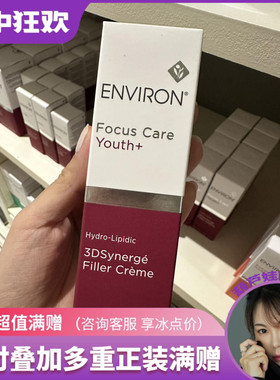 中狂欢
ENVIRON®
Focus Care
Youth+
Hydro-Lipidic
3DSynergé
Filler Crème
超值满赠
（咨询客服 享冰点价）
时叠加多重正装满赠